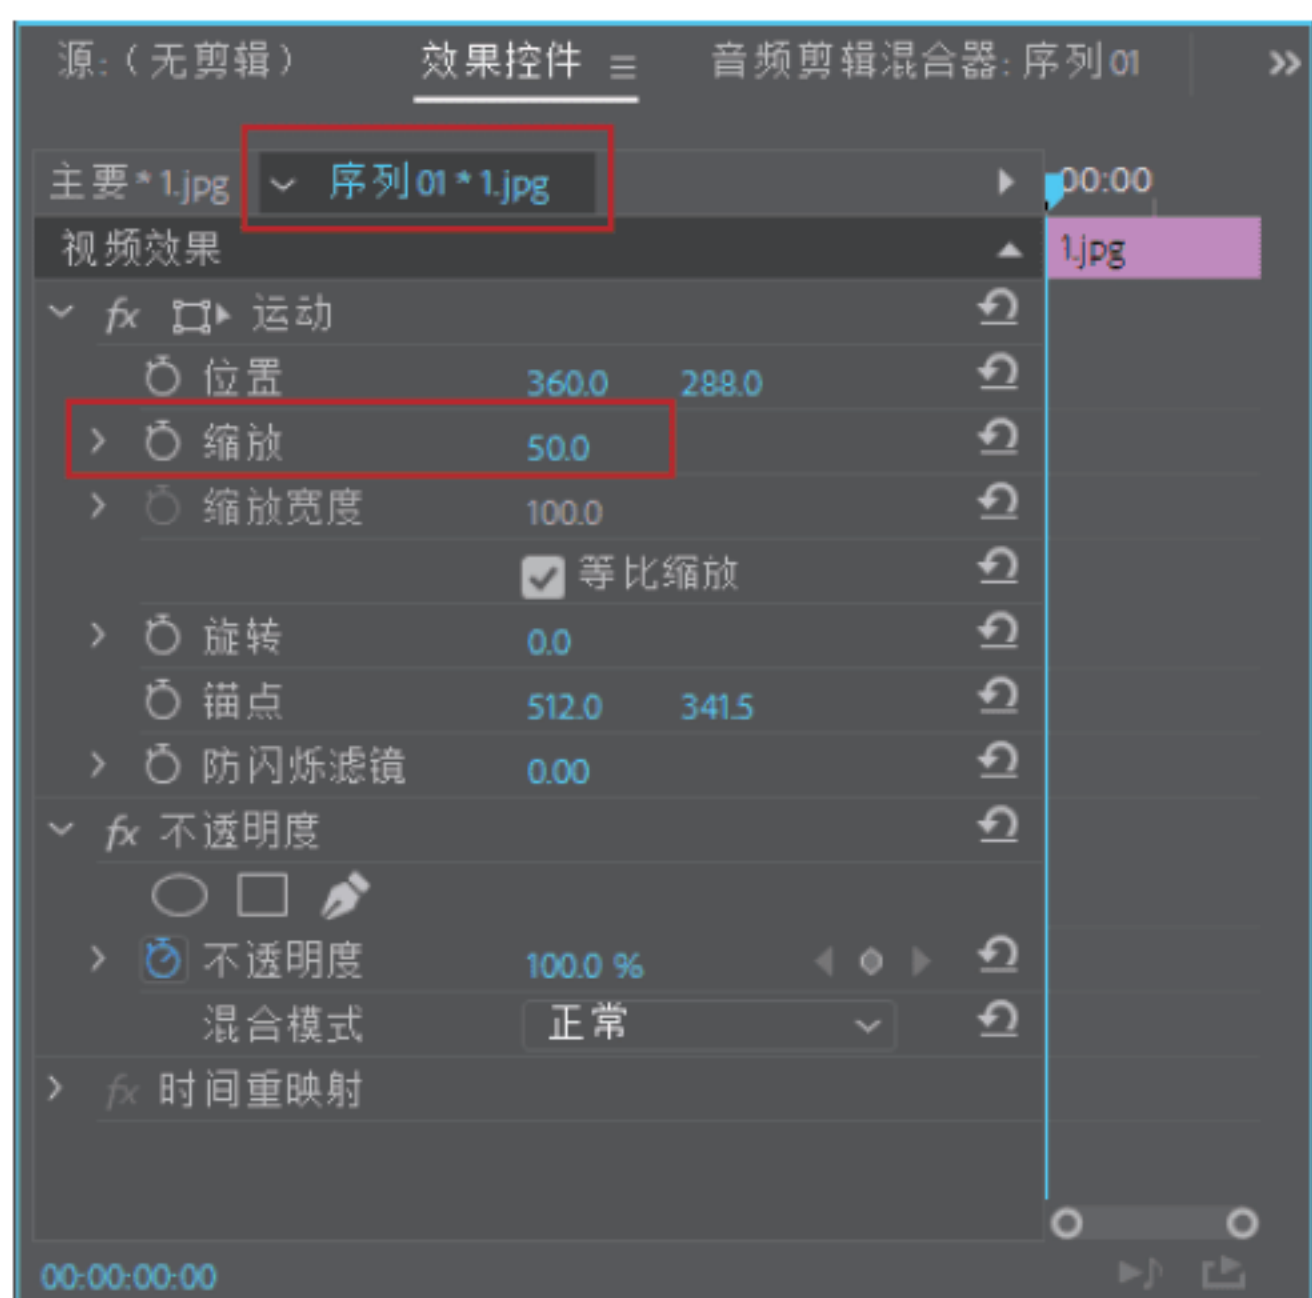 源:（无剪辑） 效果控件 音频剪辑混合器: 序列 01
主要 * 1.jpg 序列 01 * 1.jpg 00:00
视频效果 1.jpg
fx 运动
位置 360.0 288.0
缩放 50.0
缩放宽度 100.0
等比缩放
旋转 0.0
锚点 512.0 341.5
防闪烁滤镜 0.00
fx 不透明度
不透明度 100.0 %
混合模式 正常
fx 时间重映射
00:00:00:00